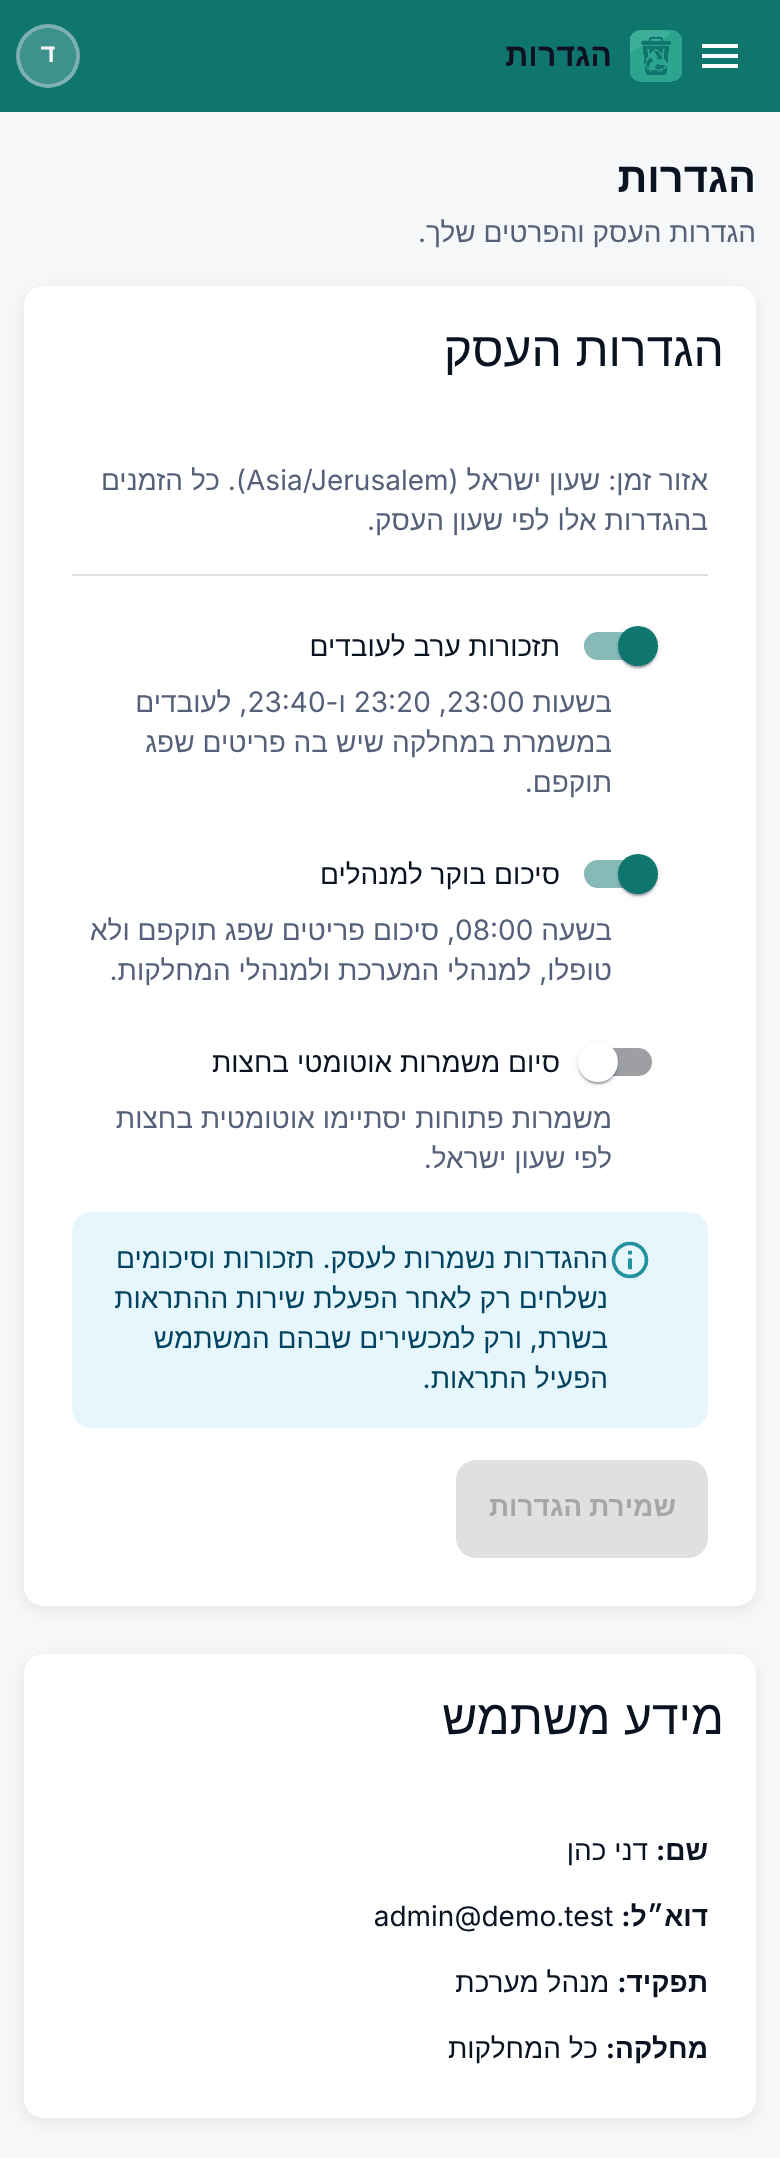 הגדרות
ד
הגדרות
הגדרות העסק והפרטים שלך.
הגדרות העסק
אזור זמן: שעון ישראל (Asia/Jerusalem). כל הזמנים
בהגדרות אלו לפי שעון העסק.
תזכורות ערב לעובדים
בשעות 23:00, 23:20 ו-23:40, לעובדים
במשמרת במחלקה שיש בה פריטים שפג
תוקפם.
סיכום בוקר למנהלים
בשעה 08:00, סיכום פריטים שפג תוקפם ולא
טופלו, למנהלי המערכת ולמנהלי המחלקות.
סיום משמרות אוטומטי בחצות
משמרות פתוחות יסתיימו אוטומטית בחצות
לפי שעון ישראל.
ההגדרות נשמרות לעסק. תזכורות וסיכומים
נשלחים רק לאחר הפעלת שירות ההתראות
בשרת, ורק למכשירים שבהם המשתמש
הפעיל התראות.
שמירת הגדרות
מידע משתמש
שם: דני כהן
דוא״ל: admin@demo.test
תפקיד: מנהל מערכת
מחלקה: כל המחלקות